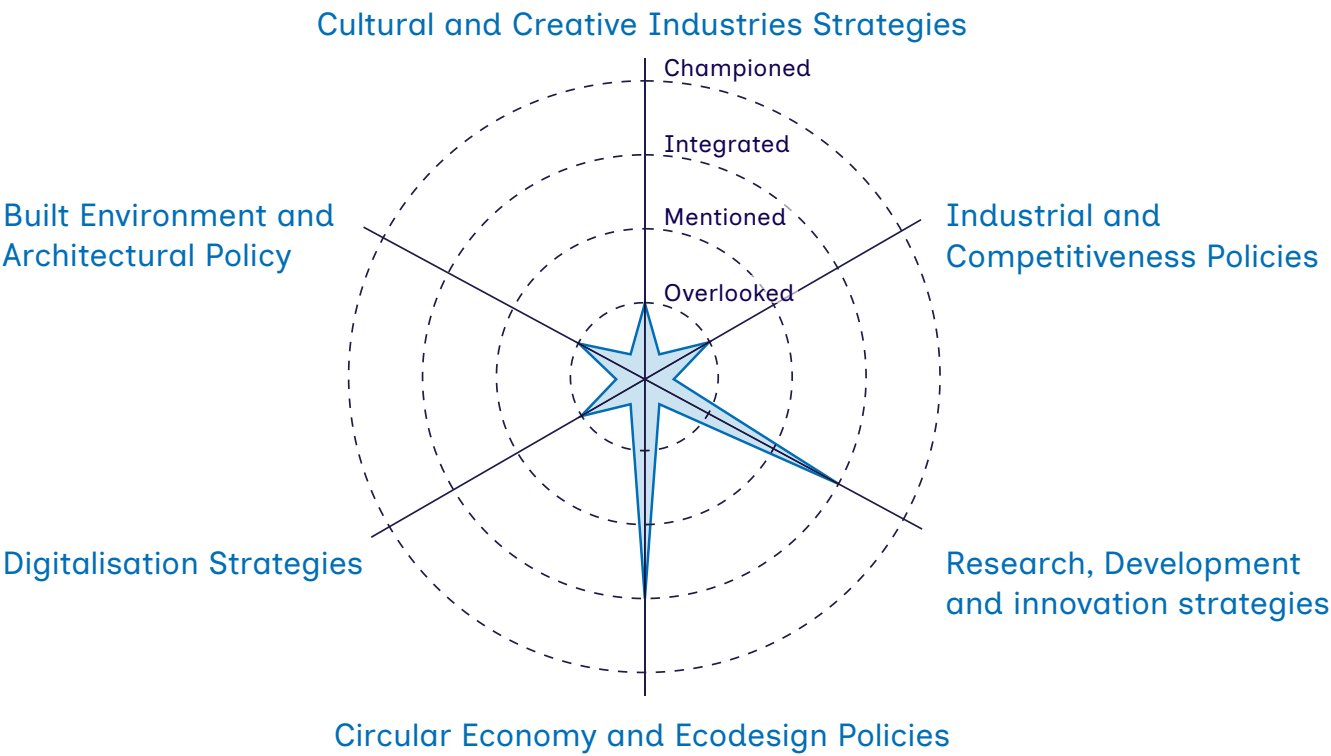 Cultural and Creative Industries Strategies
Championed
Integrated
Mentioned
Overlooked
Built Environment and
Architectural Policy
Industrial and
Competitiveness Policies
Digitalisation Strategies
Research, Development
and innovation strategies
Circular Economy and Ecodesign Policies